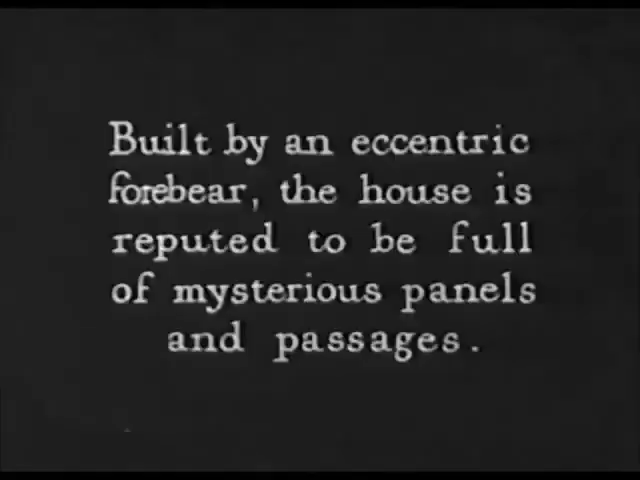 Built by an eccentric
forebear, the house is
reputed to be full
of mysterious panels
and passages.